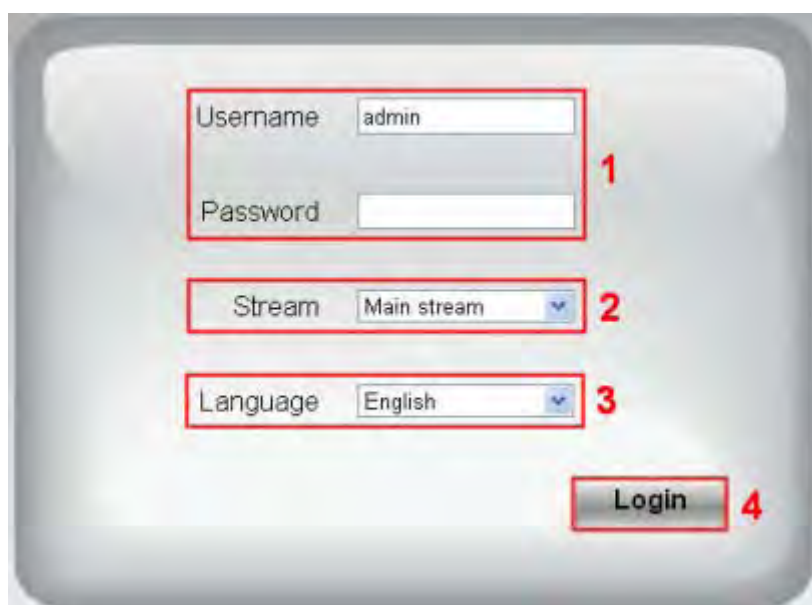 Username admin
1
Password
Stream Main stream 2
Language English 3
Login 4